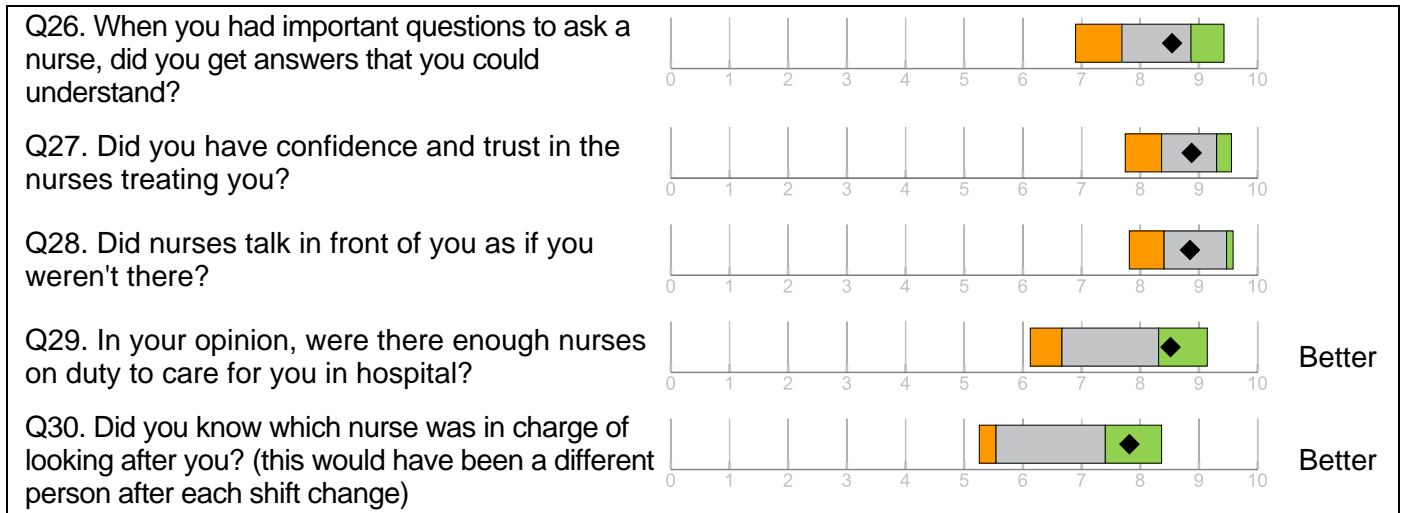 Q26. When you had important questions to ask a
nurse, did you get answers that you could
understand?
0 1 2 3 4 5 6 7 8 9 10
Q27. Did you have confidence and trust in the
nurses treating you?
0 1 2 3 4 5 6 7 8 9 10
Q28. Did nurses talk in front of you as if you
weren't there?
0 1 2 3 4 5 6 7 8 9 10
Q29. In your opinion, were there enough nurses
on duty to care for you in hospital?
Better
0 1 2 3 4 5 6 7 8 9 10
Q30. Did you know which nurse was in charge of
looking after you? (this would have been a different
person after each shift change)
Better
0 1 2 3 4 5 6 7 8 9 10